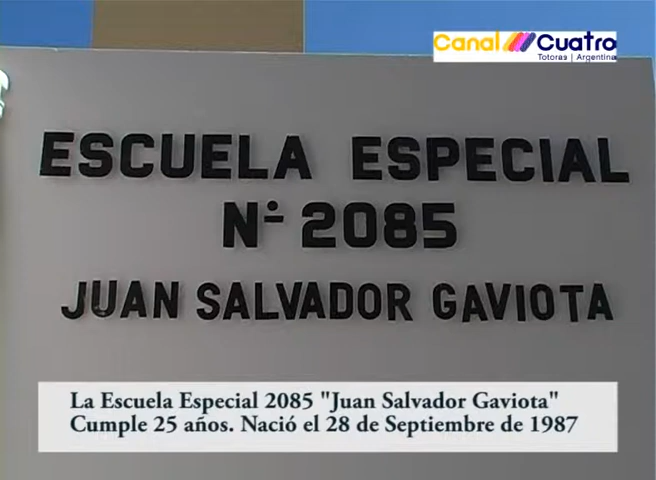 Canal Cuatro
Totoras | Argentina
ESCUELA ESPECIAL
Nº 2085
JUAN SALVADOR GAVIOTA
La Escuela Especial 2085 "Juan Salvador Gaviota"
Cumple 25 años. Nació el 28 de Septiembre de 1987